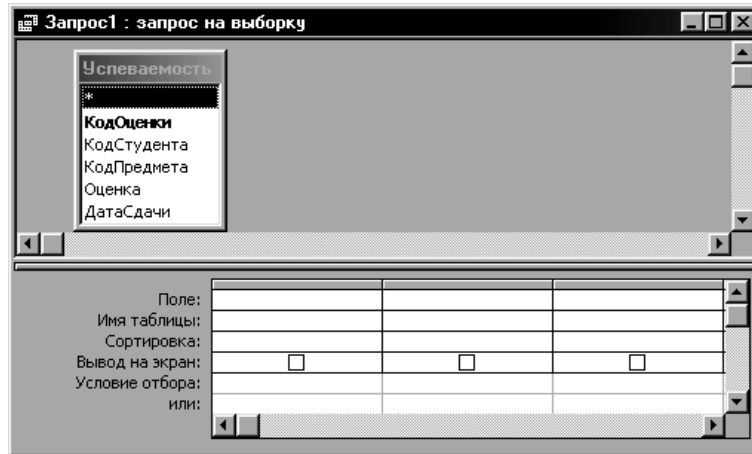 Запрос1 : запрос на выборку
Успеваемость
*
КодОценки
КодСтудента
КодПредмета
Оценка
ДатаСдачи
Поле:
Имя таблицы:
Сортировка:
Вывод на экран:
Условие отбора:
или: